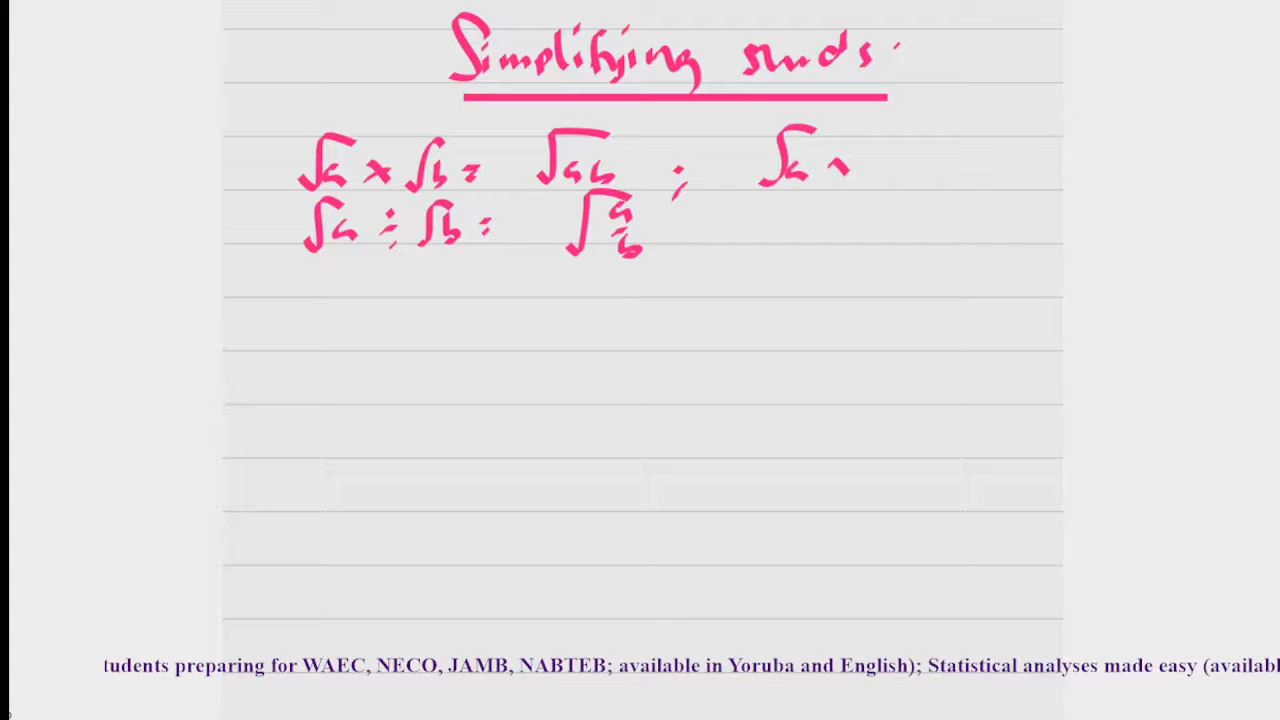 Simplifying surds.
√a × √b = √ab ; √a ×
√a ÷ √b = √a/b
tudents preparing for WAEC, NECO, JAMB, NABTEB; available in Yoruba and English); Statistical analyses made easy (availabl